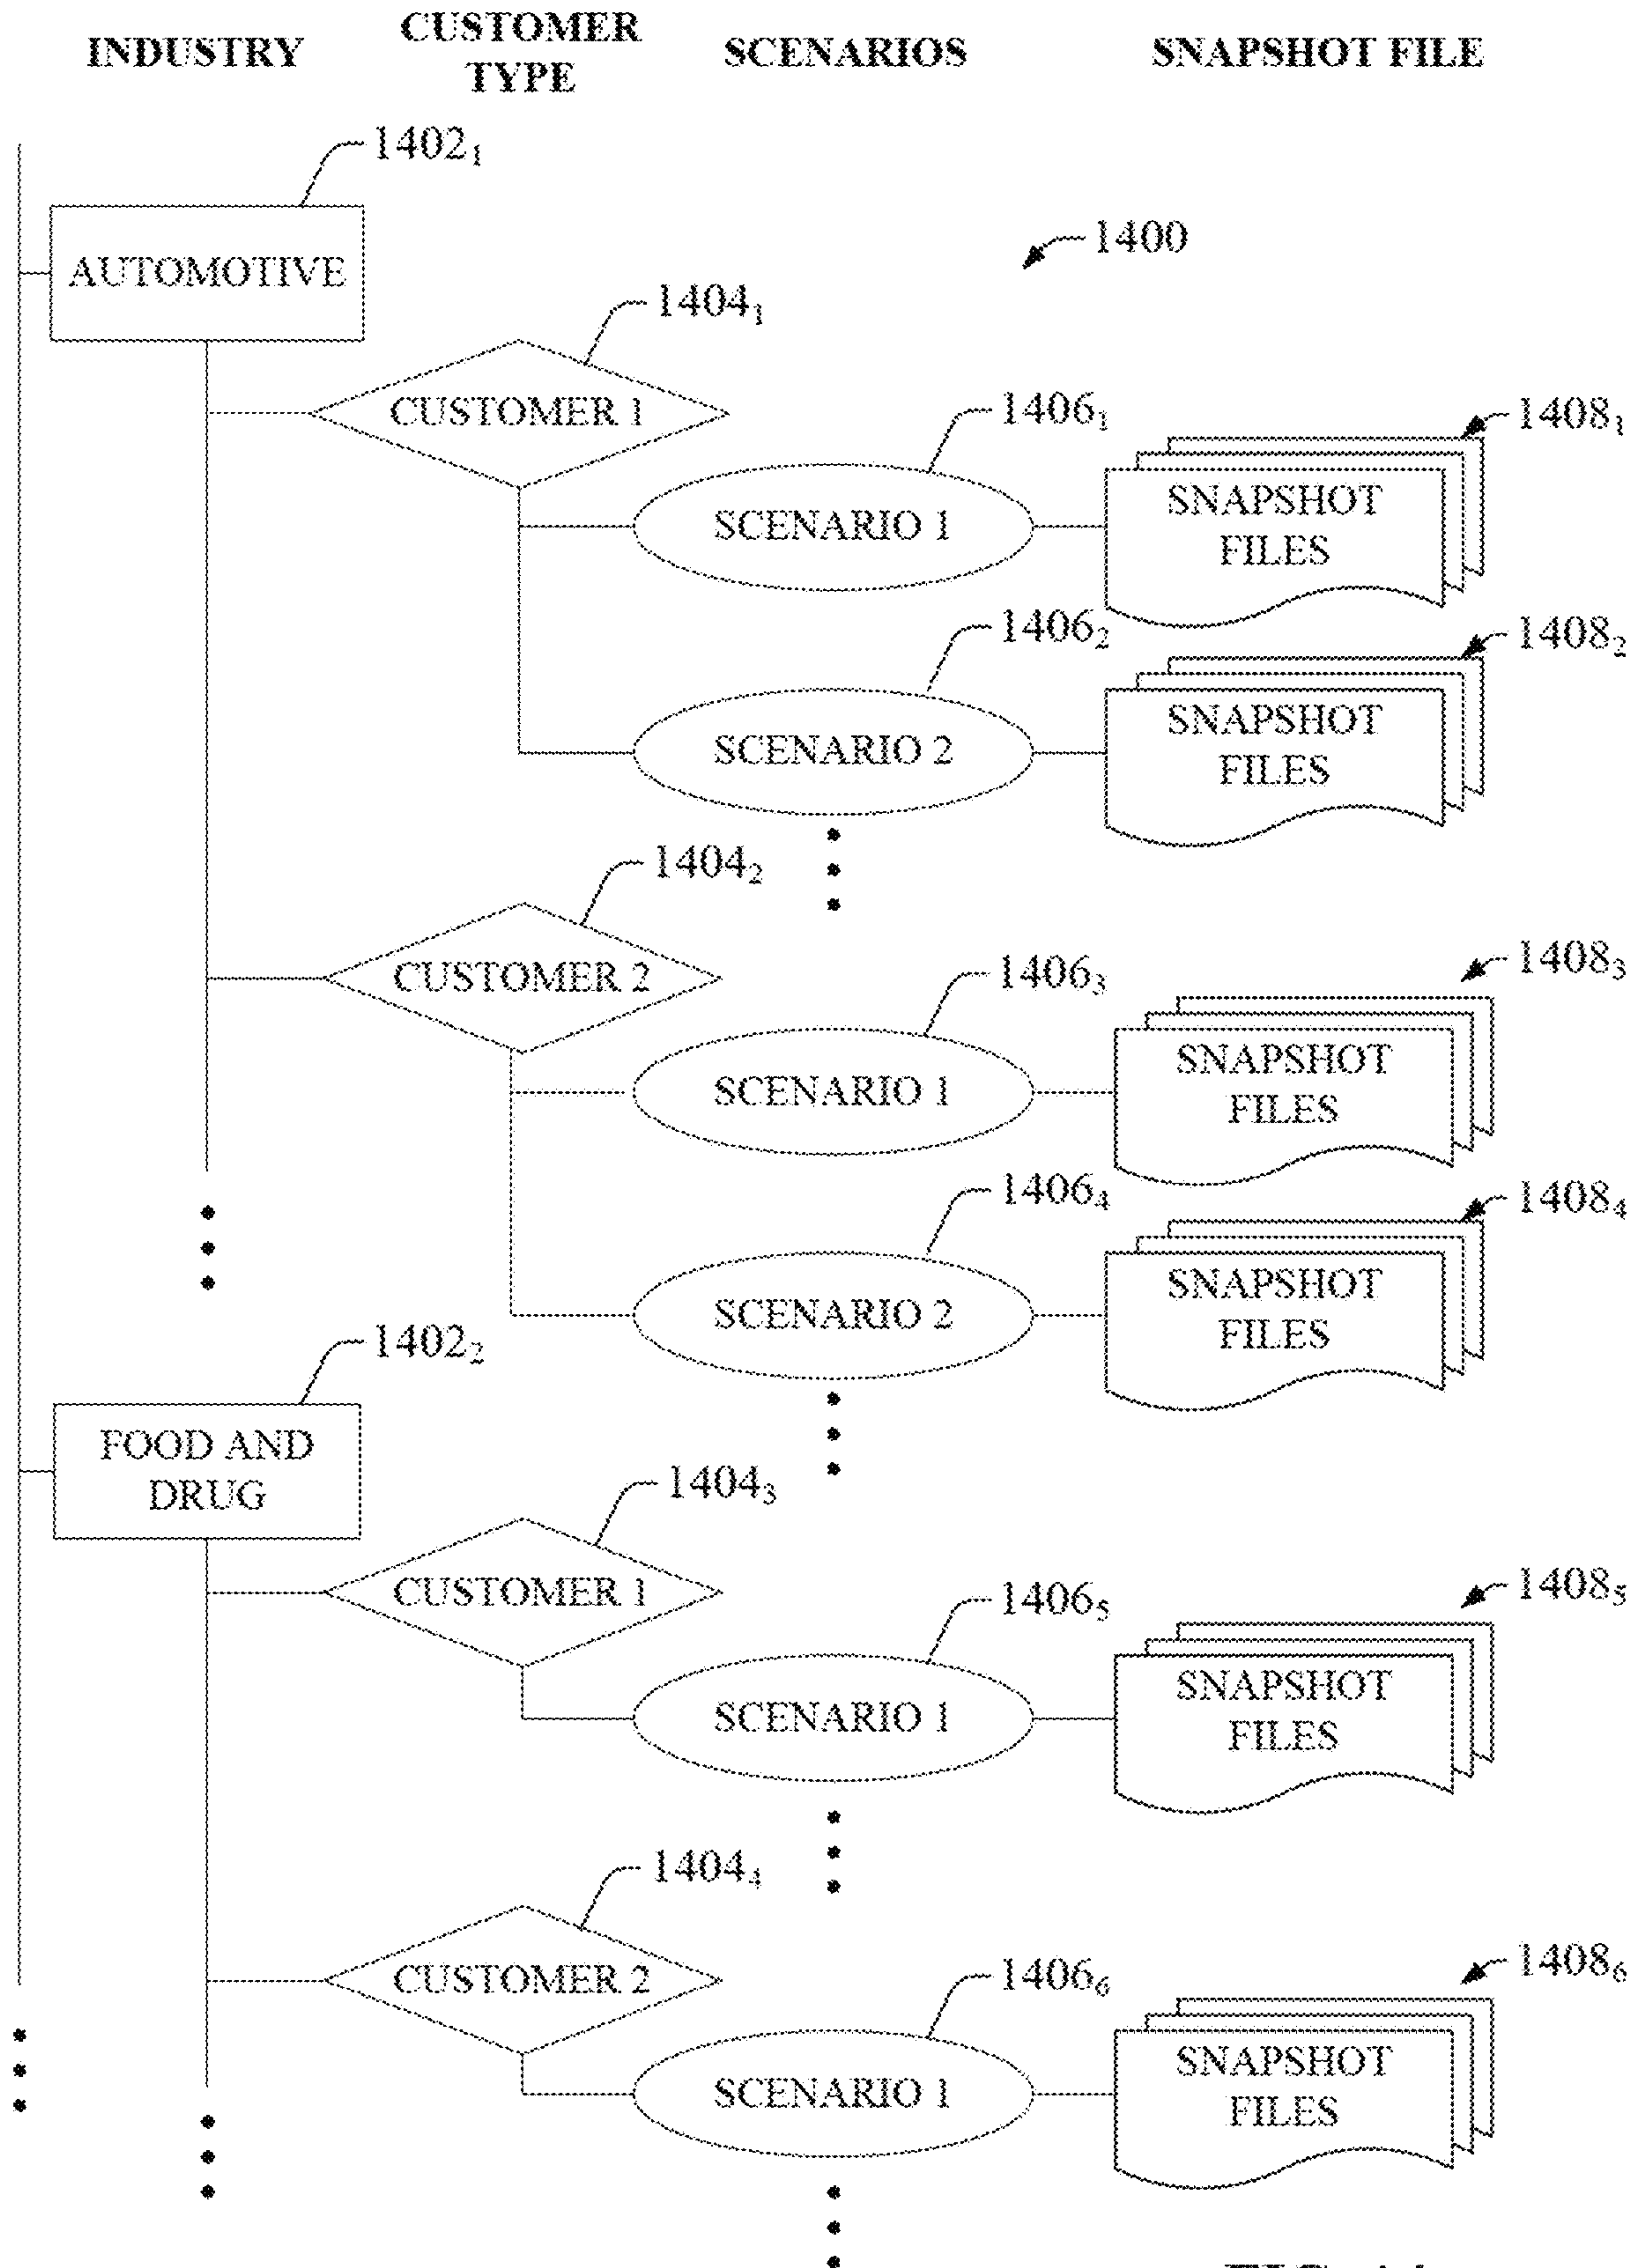 INDUSTRY
CUSTOMER
TYPE
SCENARIOS
SNAPSHOT FILE
1402₁
AUTOMOTIVE
1400
1404₁
CUSTOMER 1
1406₁
SCENARIO 1
1408₁
SNAPSHOT
FILES
1406₂
SCENARIO 2
1408₂
SNAPSHOT
FILES
1404₂
CUSTOMER 2
1406₃
SCENARIO 1
1408₃
SNAPSHOT
FILES
1406₄
SCENARIO 2
1408₄
SNAPSHOT
FILES
1402₂
FOOD AND
DRUG
1404₃
CUSTOMER 1
1406₅
SCENARIO 1
1408₅
SNAPSHOT
FILES
1404₄
CUSTOMER 2
1406₆
SCENARIO 1
1408₆
SNAPSHOT
FILES